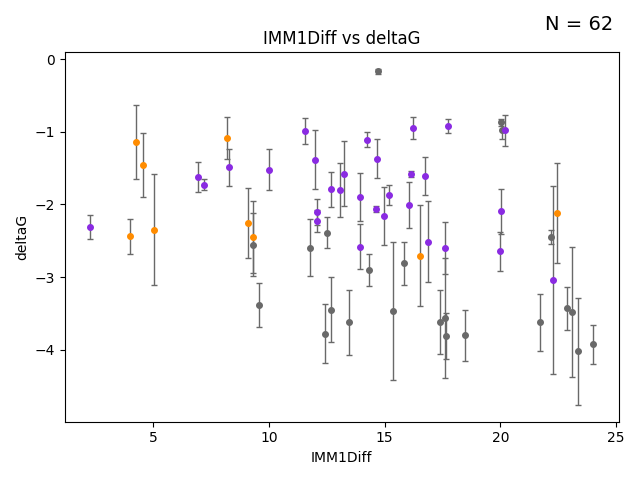 N = 62
IMM1Diff vs deltaG
deltaG
0
−1
−2
−3
−4
5 10 15 20 25
IMM1Diff